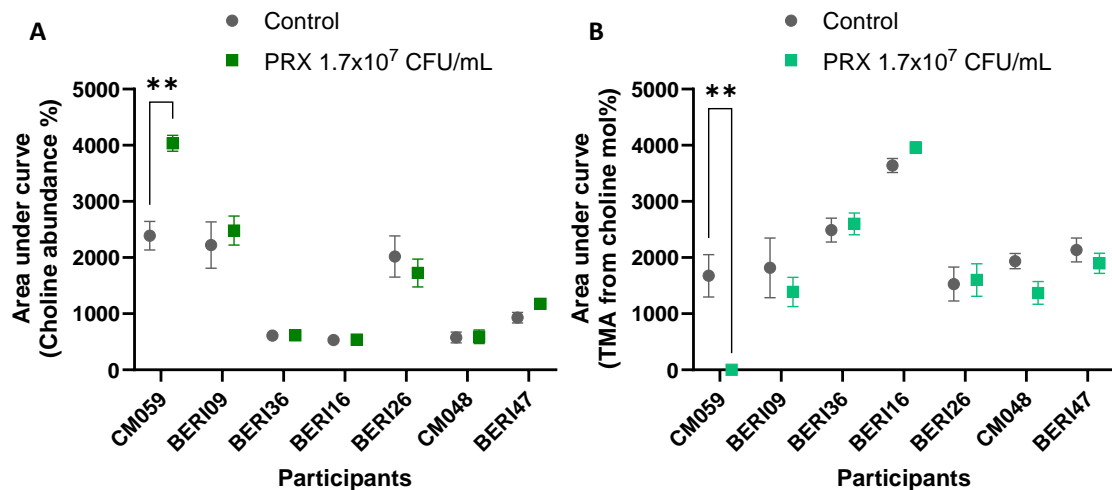 A
Control
PRX 1.7x10⁷ CFU/mL
**
Area under curve
(Choline abundance %)
5000
4000
3000
2000
1000
0
CM059
BERI09
BERI36
BERI16
BERI26
CM048
BERI47
Participants
B
Control
PRX 1.7x10⁷ CFU/mL
**
Area under curve
(TMA from choline mol%)
5000
4000
3000
2000
1000
0
CM059
BERI09
BERI36
BERI16
BERI26
CM048
BERI47
Participants